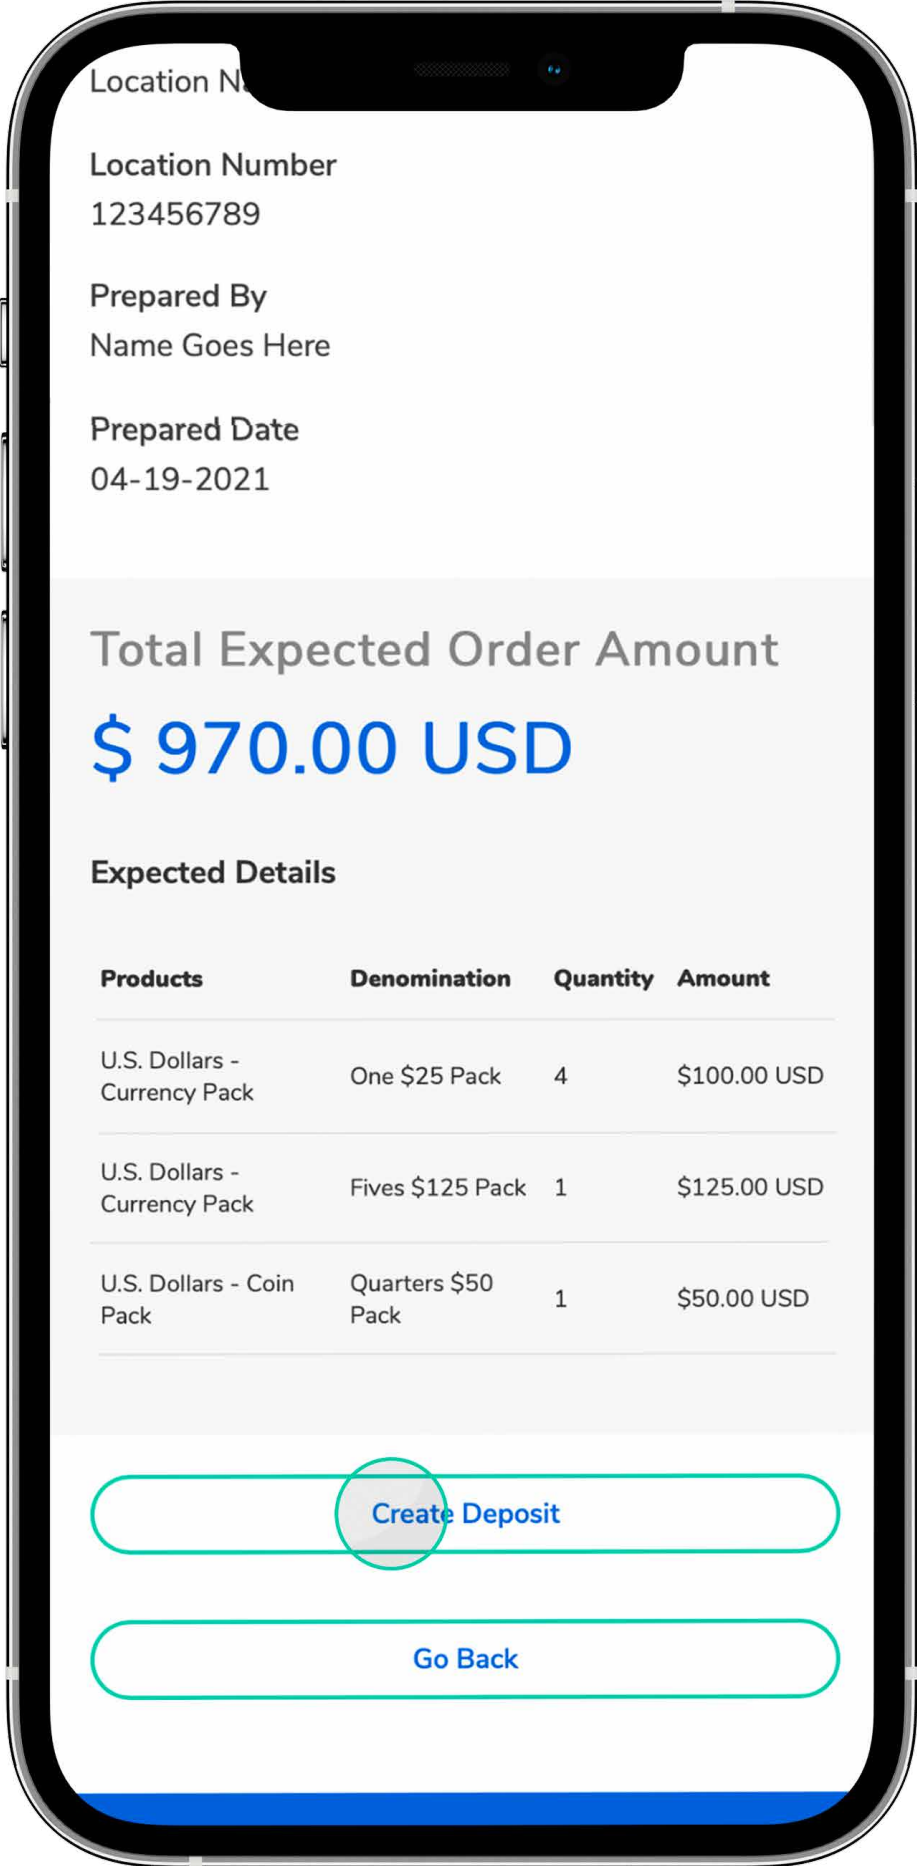 Location
Location Number
123456789
Prepared By
Name Goes Here
Prepared Date
04-19-2021
Total Expected Order Amount
$ 970.00 USD
Expected Details
Products Denomination Quantity Amount
U.S. Dollars -
Currency Pack
One $25 Pack 4 $100.00 USD
U.S. Dollars -
Currency Pack
Fives $125 Pack 1 $125.00 USD
U.S. Dollars - Coin
Pack
Quarters $50
Pack
1 $50.00 USD
Create Deposit
Go Back